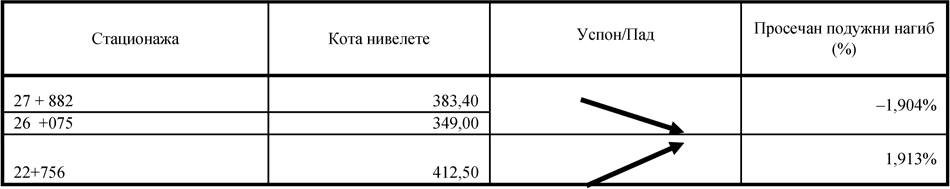 Стационажа Кота нивелете Успон/Пад Просечан подужни нагиб
(%)
27 + 882 383,40 –1,904%
26 +075 349,00
22+756 412,50 1,913%